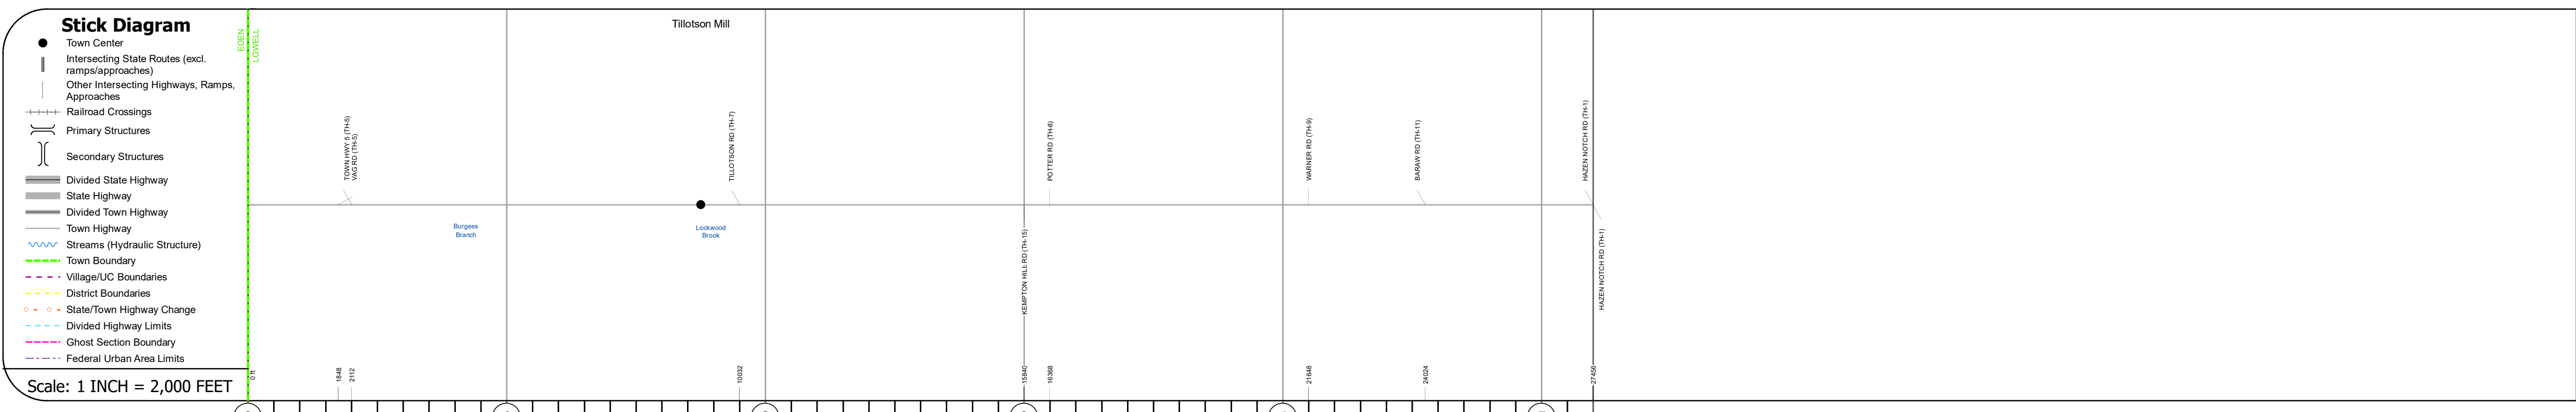 Stick Diagram
Town Center
Intersecting State Routes (excl.
ramps/approaches)
Other Intersecting Highways, Ramps,
Approaches
Railroad Crossings
Primary Structures
Secondary Structures
Divided State Highway
State Highway
Divided Town Highway
Town Highway
Streams (Hydraulic Structure)
Town Boundary
Village/UC Boundaries
District Boundaries
State/Town Highway Change
Divided Highway Limits
Ghost Section Boundary
Federal Urban Area Limits
Scale: 1 INCH = 2,000 FEET
EDEN
LOWELL
Tillotson Mill
TOWN HWY 5 (TH-5)
VAG RD (TH-5)
TILLOTSON RD (TH-7)
POTTER RD (TH-8)
WARNER RD (TH-9)
BARAW RD (TH-11)
HAZEN NOTCH RD (TH-1)
Burgess
Branch
Lockwood
Brook
KEMPTON HILL RD (TH-15)
HAZEN NOTCH RD (TH-1)
0 ft
1848
2112
10032
15840
16368
21648
24024
27456